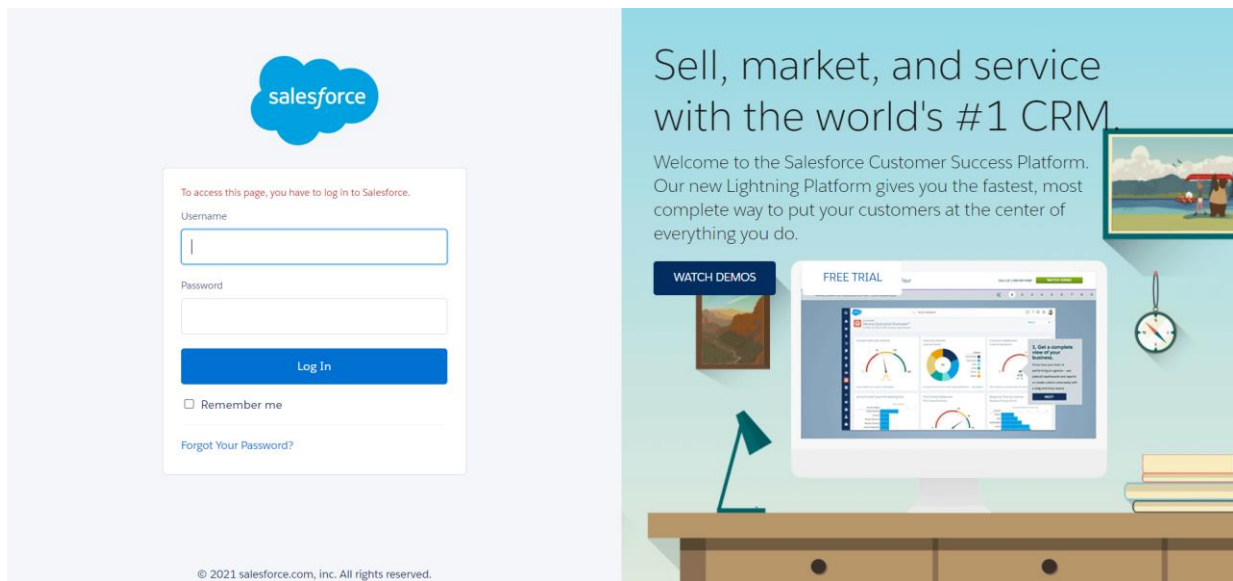 salesforce
To access this page, you have to log in to Salesforce.
Username
Password
Log In
Remember me
Forgot Your Password?
© 2021 salesforce.com, inc. All rights reserved.
Sell, market, and service
with the world's #1 CRM.
Welcome to the Salesforce Customer Success Platform.
Our new Lightning Platform gives you the fastest, most
complete way to put your customers at the center of
everything you do.
WATCH DEMOS
FREE TRIAL
1. Get a complete
view of your
business.
NEXT